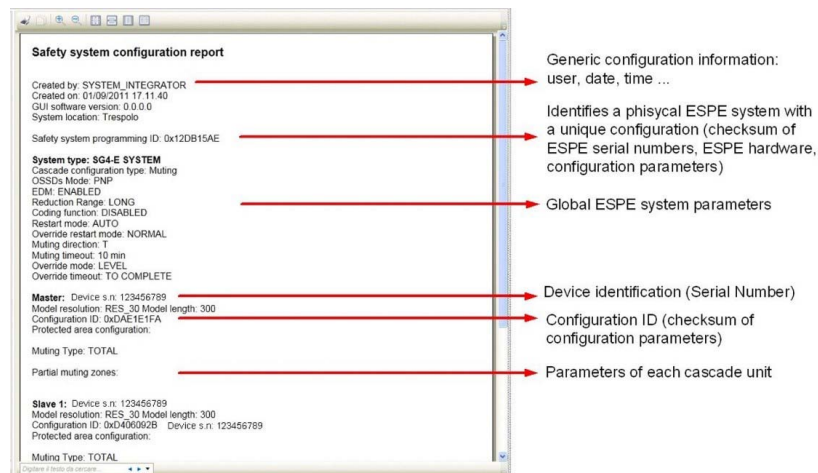 Safety system configuration report
Created by: SYSTEM_INTEGRATOR
Created on: 01/09/2011 17.11.40
GUI software version: 0.0.0.0
System location: Trespolo
Safety system programming ID: 0x12DB15AE
System type: SG4-E SYSTEM
Cascade configuration type: Muting
OSSDs Mode: PNP
EDM: ENABLED
Reduction Range: LONG
Coding function: DISABLED
Restart mode: AUTO
Override restart mode: NORMAL
Muting direction: T
Muting timeout: 10 min
Override mode: LEVEL
Override timeout: TO COMPLETE
Master: Device s.n: 123456789
Model resolution: RES_30 Model length: 300
Configuration ID: 0xDAE1E1FA
Protected area configuration:
Muting Type: TOTAL
Partial muting zones:
Slave 1: Device s.n: 123456789
Model resolution: RES_30 Model length: 300
Configuration ID: 0xD406092B Device s.n: 123456789
Protected area configuration:
Muting Type: TOTAL
Digitare il testo da cercare...
Generic configuration information:
user, date, time ...
Identifies a phisycal ESPE system with
a unique configuration (checksum of
ESPE serial numbers, ESPE hardware,
configuration parameters)
Global ESPE system parameters
Device identification (Serial Number)
Configuration ID (checksum of
configuration parameters)
Parameters of each cascade unit